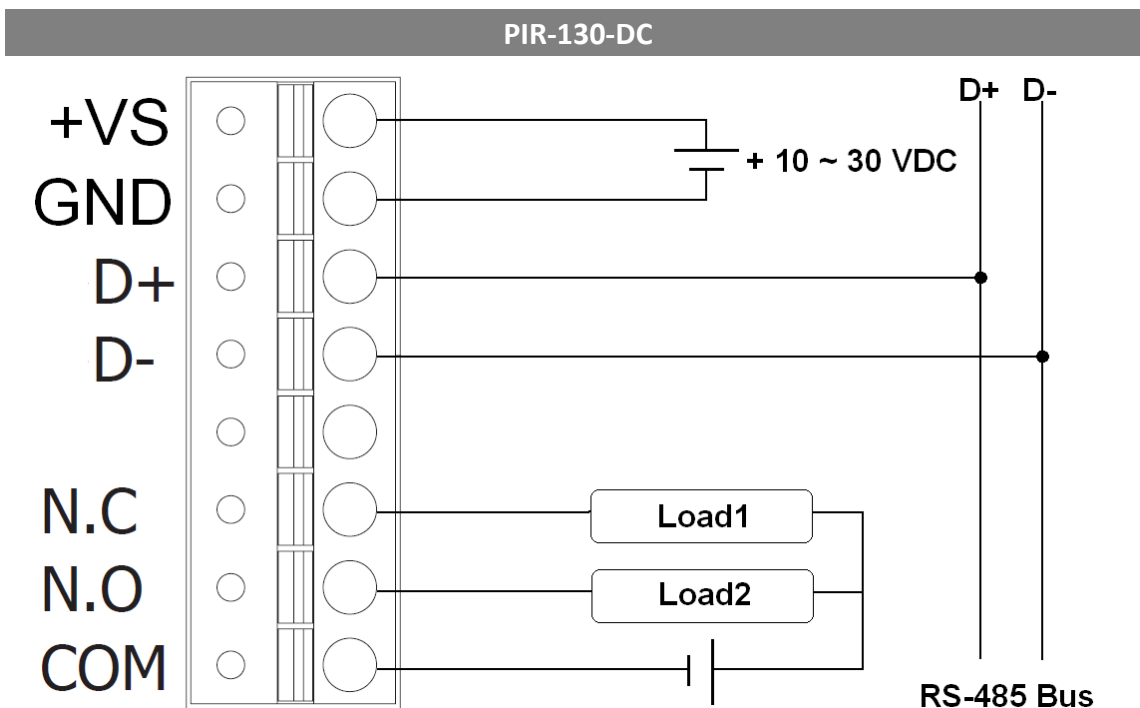 PIR-130-DC
D+ D-
+VS
+ 10 ~ 30 VDC
GND
D+
D-
N.C
Load1
N.O
Load2
COM
RS-485 Bus